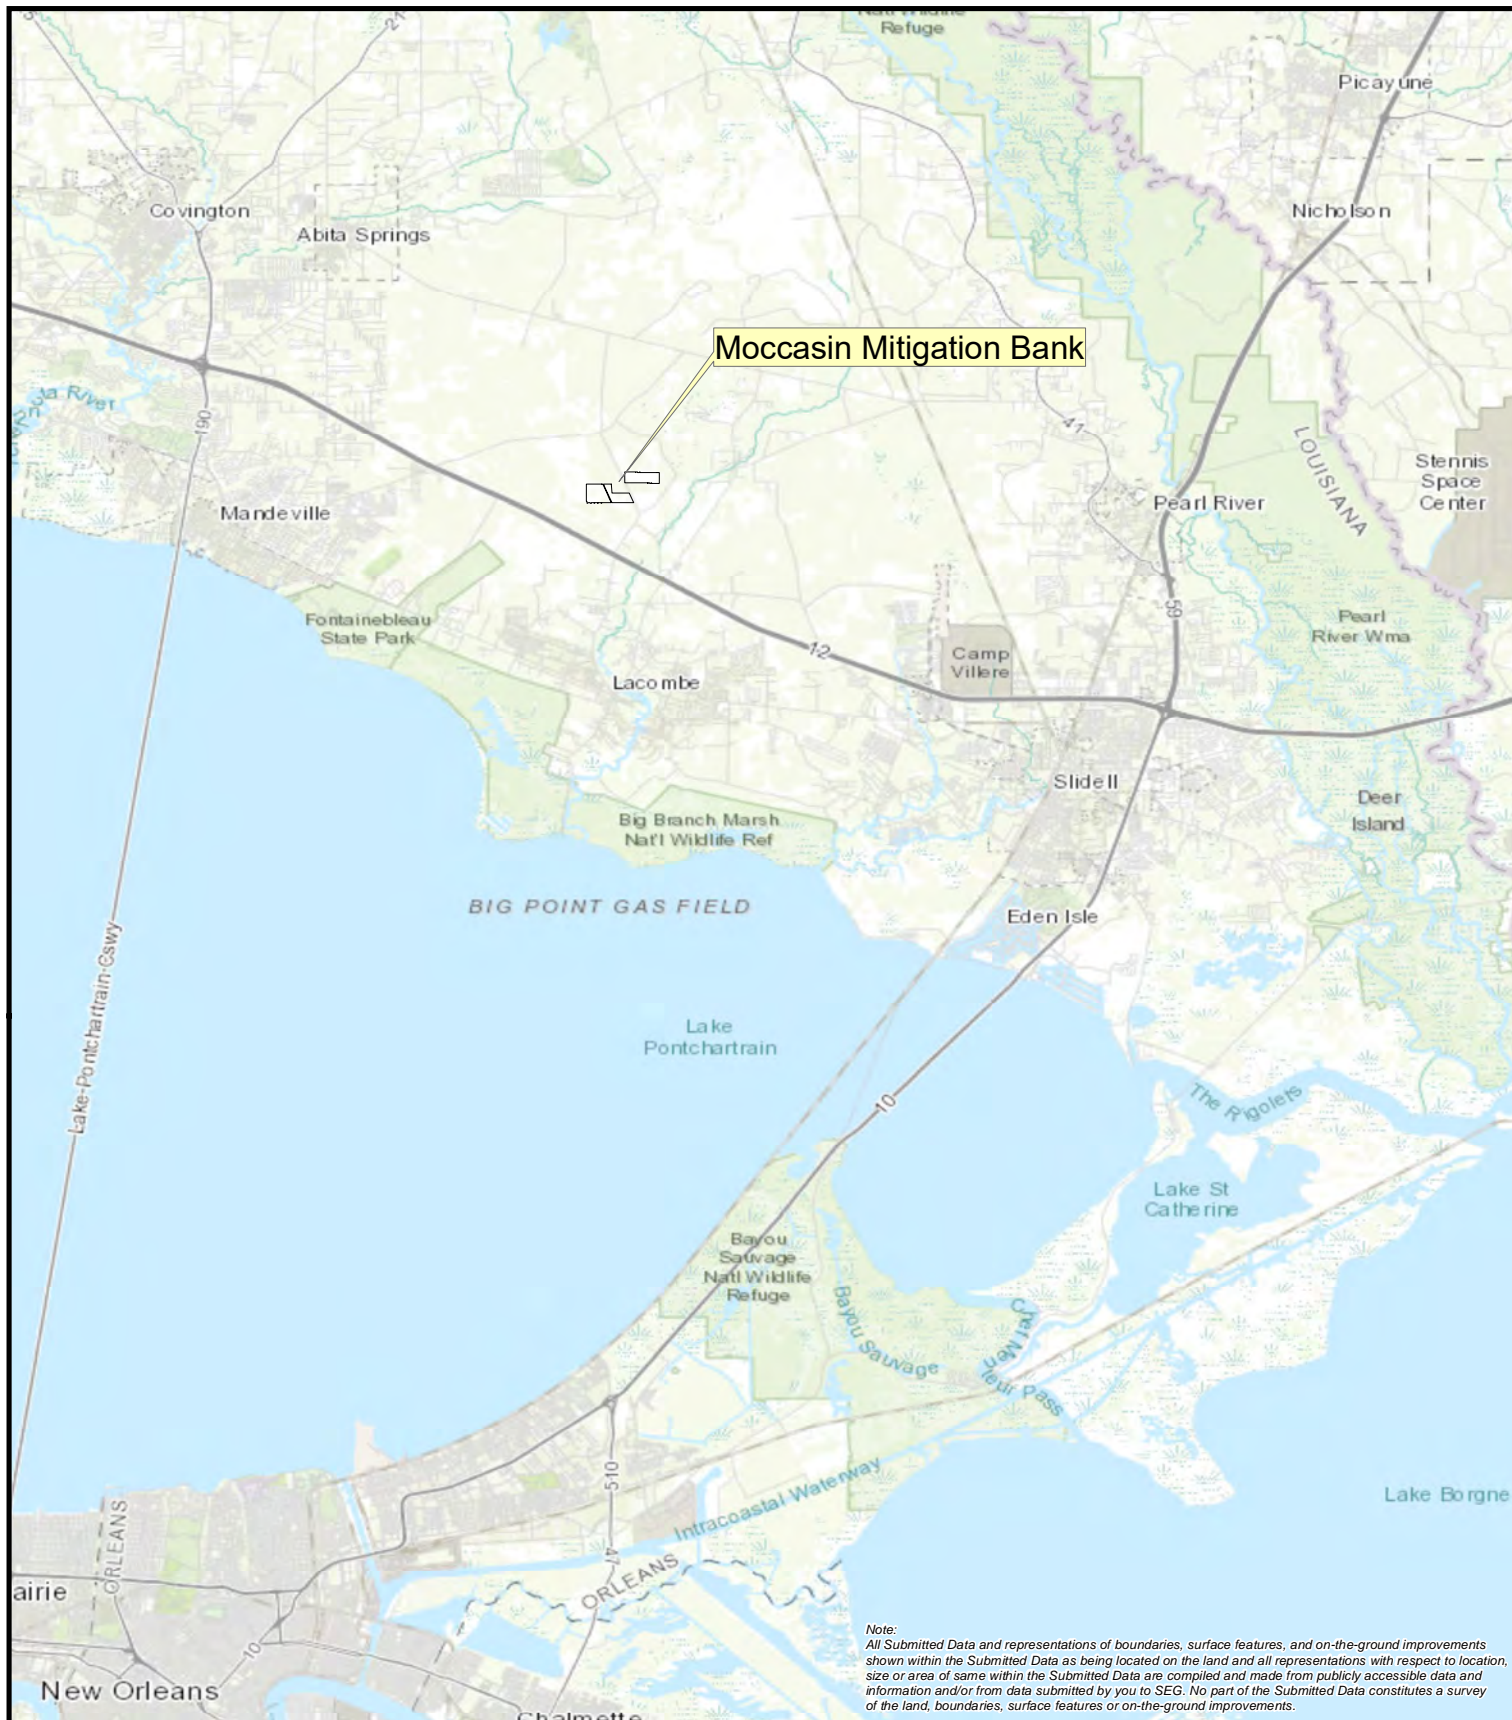 Natl Wildlife
Refuge
21
Picayune
Covington
Nicholson
Abita Springs
Moccasin Mitigation Bank
190
41
LOUISIANA
Stennis
Space
Center
Mandeville
Pearl River
59
Fontainebleau
State Park
Pearl
River Wma
12
Camp
Villere
Lacombe
Slidell
Deer
Island
Big Branch Marsh
Nat'l Wildlife Ref
BIG POINT GAS FIELD
Eden Isle
Lake-Pontchartrain-Cswy
Lake
Pontchartrain
10
The Rigolets
Lake St
Catherine
Bayou
Sauvage
Natl Wildlife
Refuge
Bayou Sauvage
Chef Menteur Pass
510
Intracoastal Waterway
Lake Borgne
ORLEANS
47
ORLEANS
airie
10
New Orleans
Chalmette
Note:
All Submitted Data and representations of boundaries, surface features, and on-the-ground improvements
shown within the Submitted Data as being located on the land and all representations with respect to location,
size or area of same within the Submitted Data are compiled and made from publicly accessible data and
information and/or from data submitted by you to SEG. No part of the Submitted Data constitutes a survey
of the land, boundaries, surface features or on-the-ground improvements.